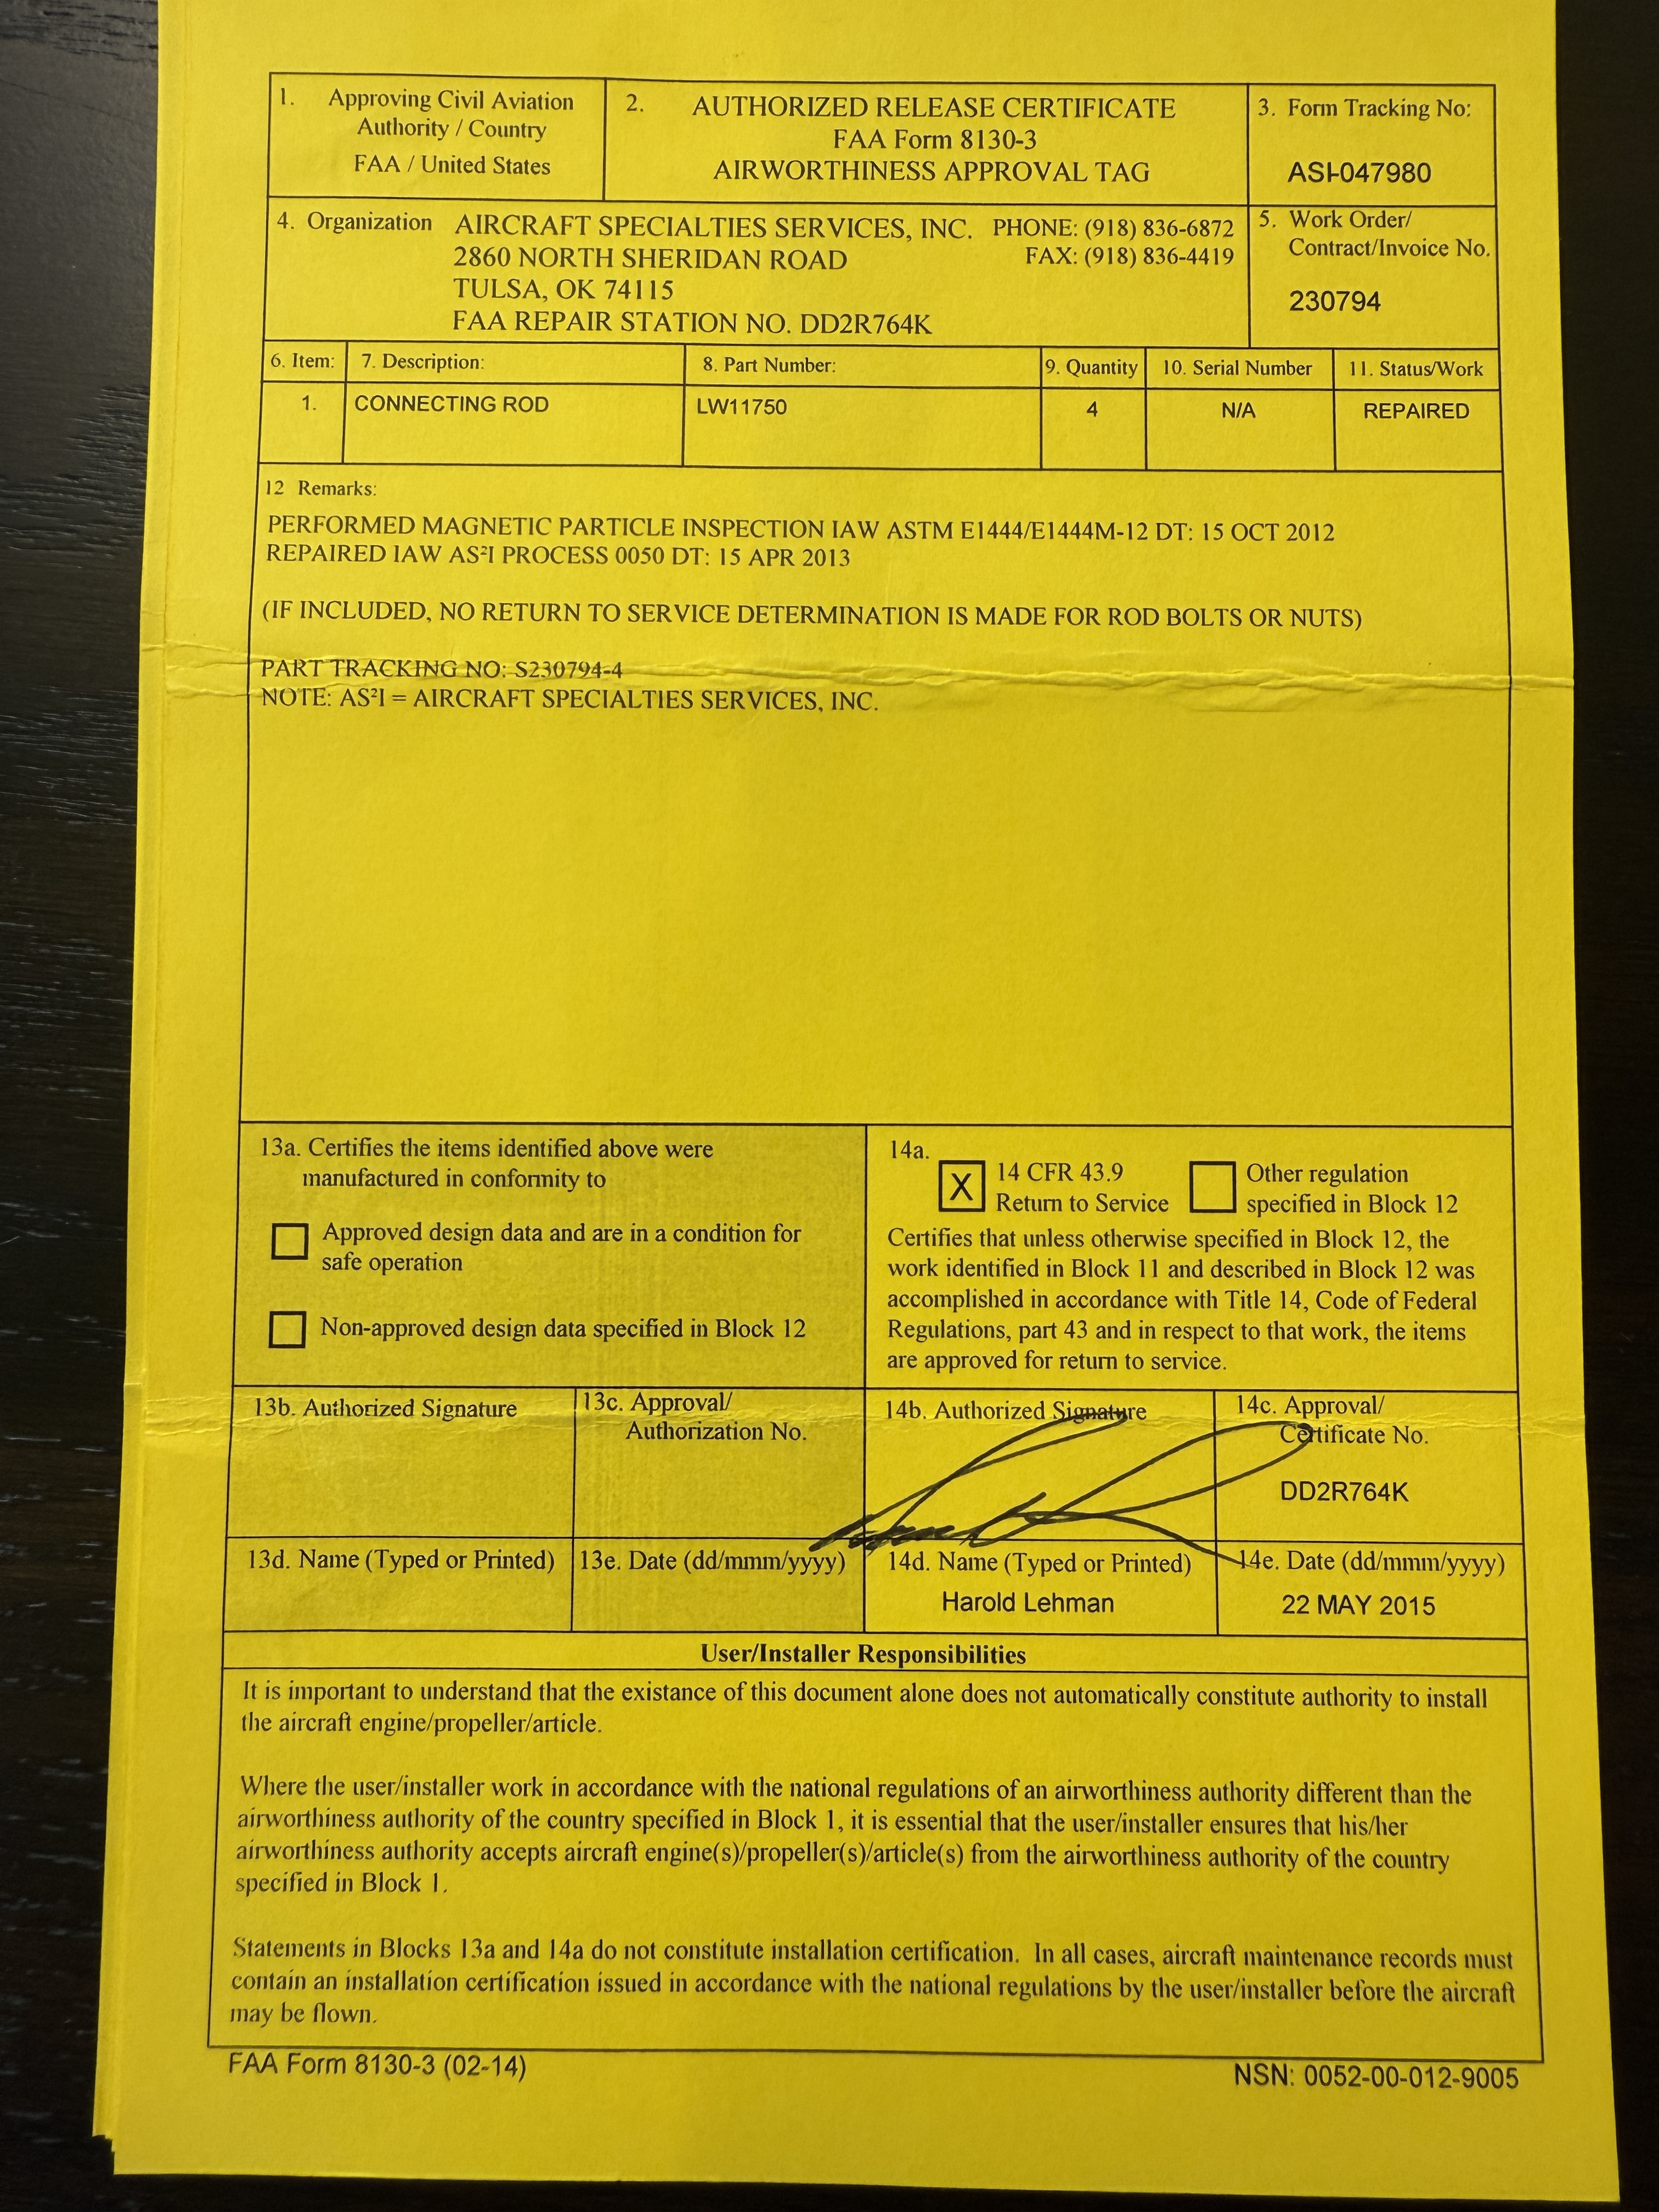 1. Approving Civil Aviation
Authority / Country
FAA / United States
2. AUTHORIZED RELEASE CERTIFICATE
FAA Form 8130-3
AIRWORTHINESS APPROVAL TAG
3. Form Tracking No:
ASI-047980
4. Organization AIRCRAFT SPECIALTIES SERVICES, INC. PHONE: (918) 836-6872
2860 NORTH SHERIDAN ROAD FAX: (918) 836-4419
TULSA, OK 74115
FAA REPAIR STATION NO. DD2R764K
5. Work Order/
Contract/Invoice No.
230794
6. Item: 7. Description: 8. Part Number: 9. Quantity 10. Serial Number 11. Status/Work
1. CONNECTING ROD LW11750 4 N/A REPAIRED
12 Remarks:
PERFORMED MAGNETIC PARTICLE INSPECTION IAW ASTM E1444/E1444M-12 DT: 15 OCT 2012
REPAIRED IAW AS²I PROCESS 0050 DT: 15 APR 2013
(IF INCLUDED, NO RETURN TO SERVICE DETERMINATION IS MADE FOR ROD BOLTS OR NUTS)
PART TRACKING NO: S230794-4
NOTE: AS²I = AIRCRAFT SPECIALTIES SERVICES, INC.
13a. Certifies the items identified above were
manufactured in conformity to
Approved design data and are in a condition for
safe operation
Non-approved design data specified in Block 12
14a.
X 14 CFR 43.9
Return to Service
Other regulation
specified in Block 12
Certifies that unless otherwise specified in Block 12, the
work identified in Block 11 and described in Block 12 was
accomplished in accordance with Title 14, Code of Federal
Regulations, part 43 and in respect to that work, the items
are approved for return to service.
13b. Authorized Signature
13c. Approval/
Authorization No.
14b. Authorized Signature
14c. Approval/
Certificate No.
DD2R764K
13d. Name (Typed or Printed)
13e. Date (dd/mmm/yyyy)
14d. Name (Typed or Printed)
Harold Lehman
14e. Date (dd/mmm/yyyy)
22 MAY 2015
User/Installer Responsibilities
It is important to understand that the existance of this document alone does not automatically constitute authority to install
the aircraft engine/propeller/article.
Where the user/installer work in accordance with the national regulations of an airworthiness authority different than the
airworthiness authority of the country specified in Block 1, it is essential that the user/installer ensures that his/her
airworthiness authority accepts aircraft engine(s)/propeller(s)/article(s) from the airworthiness authority of the country
specified in Block 1.
Statements in Blocks 13a and 14a do not constitute installation certification. In all cases, aircraft maintenance records must
contain an installation certification issued in accordance with the national regulations by the user/installer before the aircraft
may be flown.
FAA Form 8130-3 (02-14)
NSN: 0052-00-012-9005